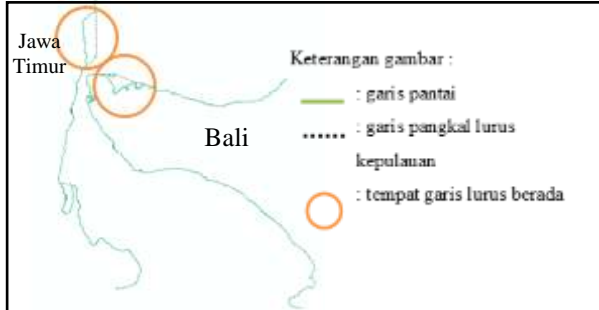 Jawa
Timur
Bali
Keterangan gambar :
: garis pantai
: garis pangkal lurus
kepulauan
: tempat garis lurus berada